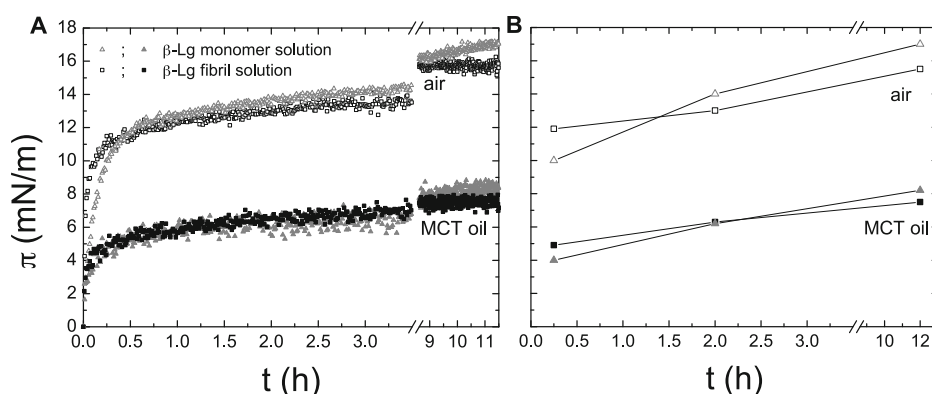 A
18
16
14
12
10
8
6
4
2
0
π (mN/m)
; β-Lg monomer solution
; β-Lg fibril solution
air
MCT oil
0.0 0.5 1.0 1.5 2.0 2.5 3.0 9 10 11
t (h)
B
air
MCT oil
0.0 0.5 1.0 1.5 2.0 2.5 3.0 10 12
t (h)